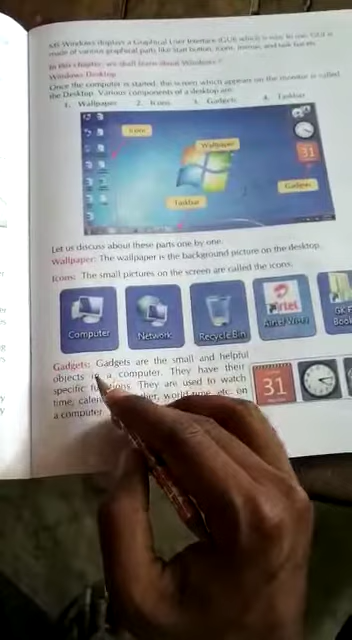 MS Windows displays a Graphical User Interface (GUI) which is easy to use. GUI is
made of various graphical parts like start button, icons, menus, and task bar etc.
In this chapter, we shall learn about Windows 7.
Windows Desktop
Once the computer is started, the screen which appears on the monitor is called
the Desktop. Various components of a desktop are:
1. Wallpaper 2. Icons 3. Gadgets 4. Taskbar
Icons
Wallpaper
31
Gadgets
Taskbar
Let us discuss about these parts one by one.
Wallpaper: The wallpaper is the background picture on the desktop.
Icons: The small pictures on the screen are called the icons.
Computer
Network
Recycle Bin
airtel
Airtel
GK F
Book
Gadgets: Gadgets are the small and helpful
objects in a computer. They have their
specific functions. They are used to watch
time, world time, etc. on
a computer
31